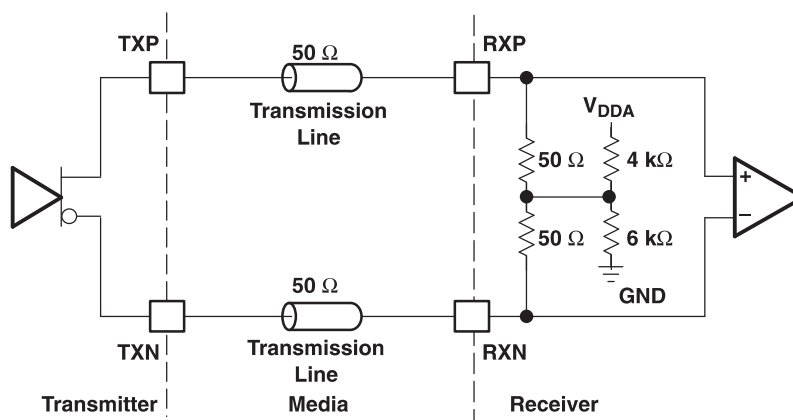 TXP
50 Ω
RXP
Transmission
Line
V_DDA
50 Ω
4 kΩ
+
−
50 Ω
6 kΩ
GND
50 Ω
TXN
Transmission
Line
RXN
Transmitter
Media
Receiver